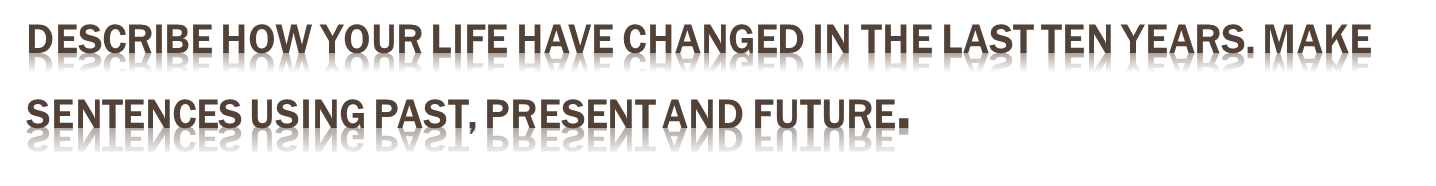 DESCRIBE HOW YOUR LIFE HAVE CHANGED IN THE LAST TEN YEARS. MAKE
SENTENCES USING PAST, PRESENT AND FUTURE.